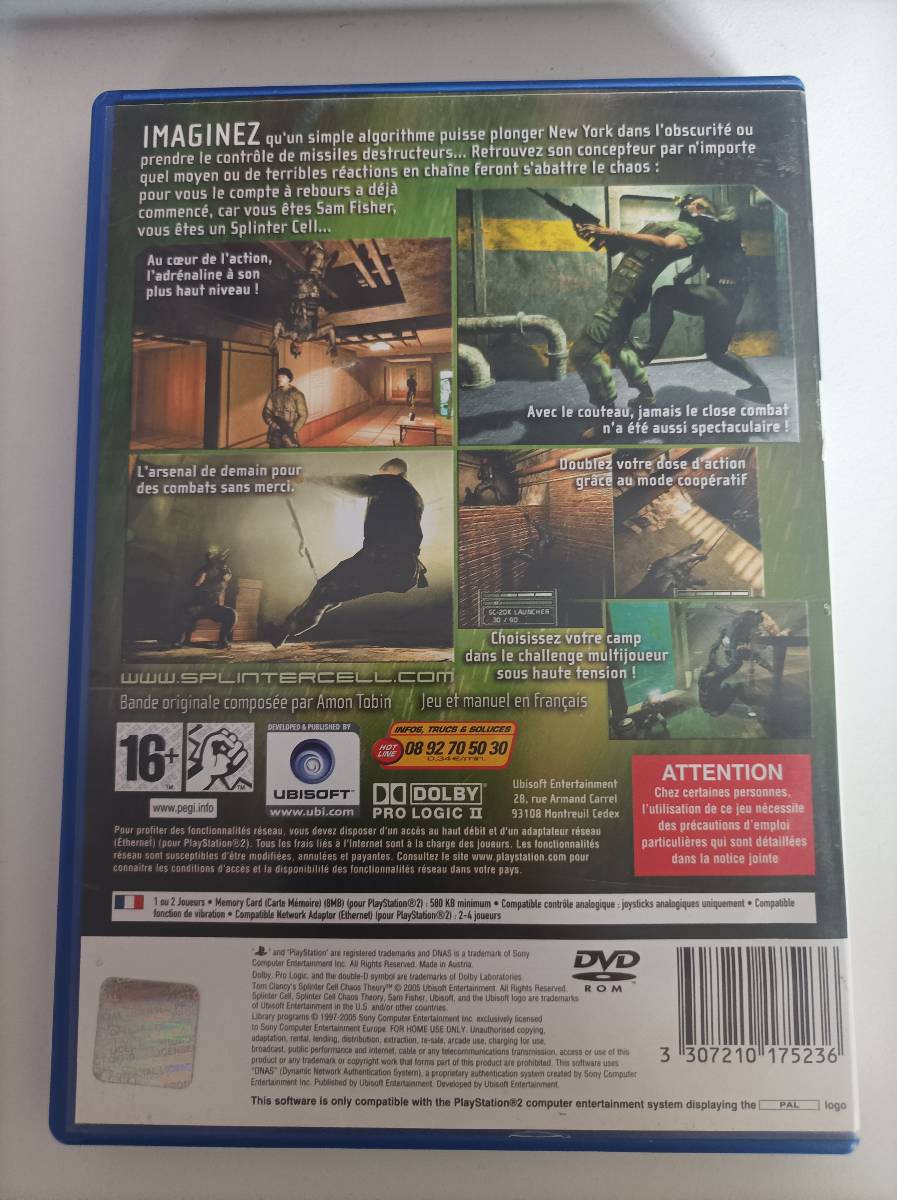 IMAGINEZ qu'un simple algorithme puisse plonger New York dans l'obscurité ou
prendre le contrôle de missiles destructeurs... Retrouvez son concepteur par n'importe
quel moyen ou de terribles réactions en chaîne feront s'abattre le chaos :
pour vous le compte à rebours a déjà
commencé, car vous êtes Sam Fisher,
vous êtes un Splinter Cell...
Au cœur de l'action,
l'adrénaline à son
plus haut niveau !
Avec le couteau, jamais le close combat
n'a été aussi spectaculaire !
L'arsenal de demain pour
des combats sans merci.
Doublez votre dose d'action
grâce au mode coopératif
SC-20K LAUNCHER
30 / 90
Choisissez votre camp
dans le challenge multijoueur
sous haute tension !
WWW.SPLINTERCELL.COM
Bande originale composée par Amon Tobin Jeu et manuel en français
16+
www.pegi.info
DEVELOPED & PUBLISHED BY
UBISOFT
www.ubi.com
INFOS, TRUCS & SOLUCES
HOT LINE
08 92 70 50 30
0,34€/min.
DOLBY
PRO LOGIC II
Ubisoft Entertainment
28, rue Armand Carrel
93108 Montreuil Cedex
ATTENTION
Chez certaines personnes,
l'utilisation de ce jeu nécessite
des précautions d'emploi
particulières qui sont détaillées
dans la notice jointe
Pour profiter des fonctionnalités réseau, vous devez disposer d'un accès au haut débit et d'un adaptateur réseau
(Ethernet) (pour PlayStation®2). Tous les frais liés à l'Internet sont à la charge des joueurs. Les fonctionnalités
réseau sont susceptibles d'être modifiées, annulées et payantes. Consultez le site www.playstation.com pour
connaître les conditions d'accès et la disponibilité des fonctionnalités réseau dans votre pays.
1 ou 2 Joueurs • Memory Card (Carte Mémoire) (8MB) (pour PlayStation®2) : 580 KB minimum • Compatible contrôle analogique : joysticks analogiques uniquement • Compatible
fonction de vibration • Compatible Network Adaptor (Ethernet) (pour PlayStation®2) : 2-4 joueurs
" " and "PlayStation" are registered trademarks and DNAS is a trademark of Sony
Computer Entertainment Inc. All Rights Reserved. Made in Austria.
Dolby, Pro Logic, and the double-D symbol are trademarks of Dolby Laboratories.
Tom Clancy's Splinter Cell Chaos Theory™ © 2005 Ubisoft Entertainment. All Rights Reserved.
Splinter Cell, Splinter Cell Chaos Theory, Sam Fisher, Ubisoft, and the Ubisoft logo are trademarks
of Ubisoft Entertainment in the U.S. and/or other countries.
Library programs © 1997-2005 Sony Computer Entertainment Inc. exclusively licensed
to Sony Computer Entertainment Europe. FOR HOME USE ONLY. Unauthorised copying,
adaptation, rental, lending, distribution, extraction, re-sale, arcade use, charging for use,
broadcast, public performance and internet, cable or any telecommunications transmission, access or use of this
product or any trademark or copyright work that forms part of this product are prohibited. This software uses
"DNAS" (Dynamic Network Authentication System), a proprietary authentication system created by Sony Computer
Entertainment Inc. Published by Ubisoft Entertainment. Developed by Ubisoft Entertainment.
DVD
ROM
3 307210 175236
This software is only compatible with the PlayStation®2 computer entertainment system displaying the PAL logo